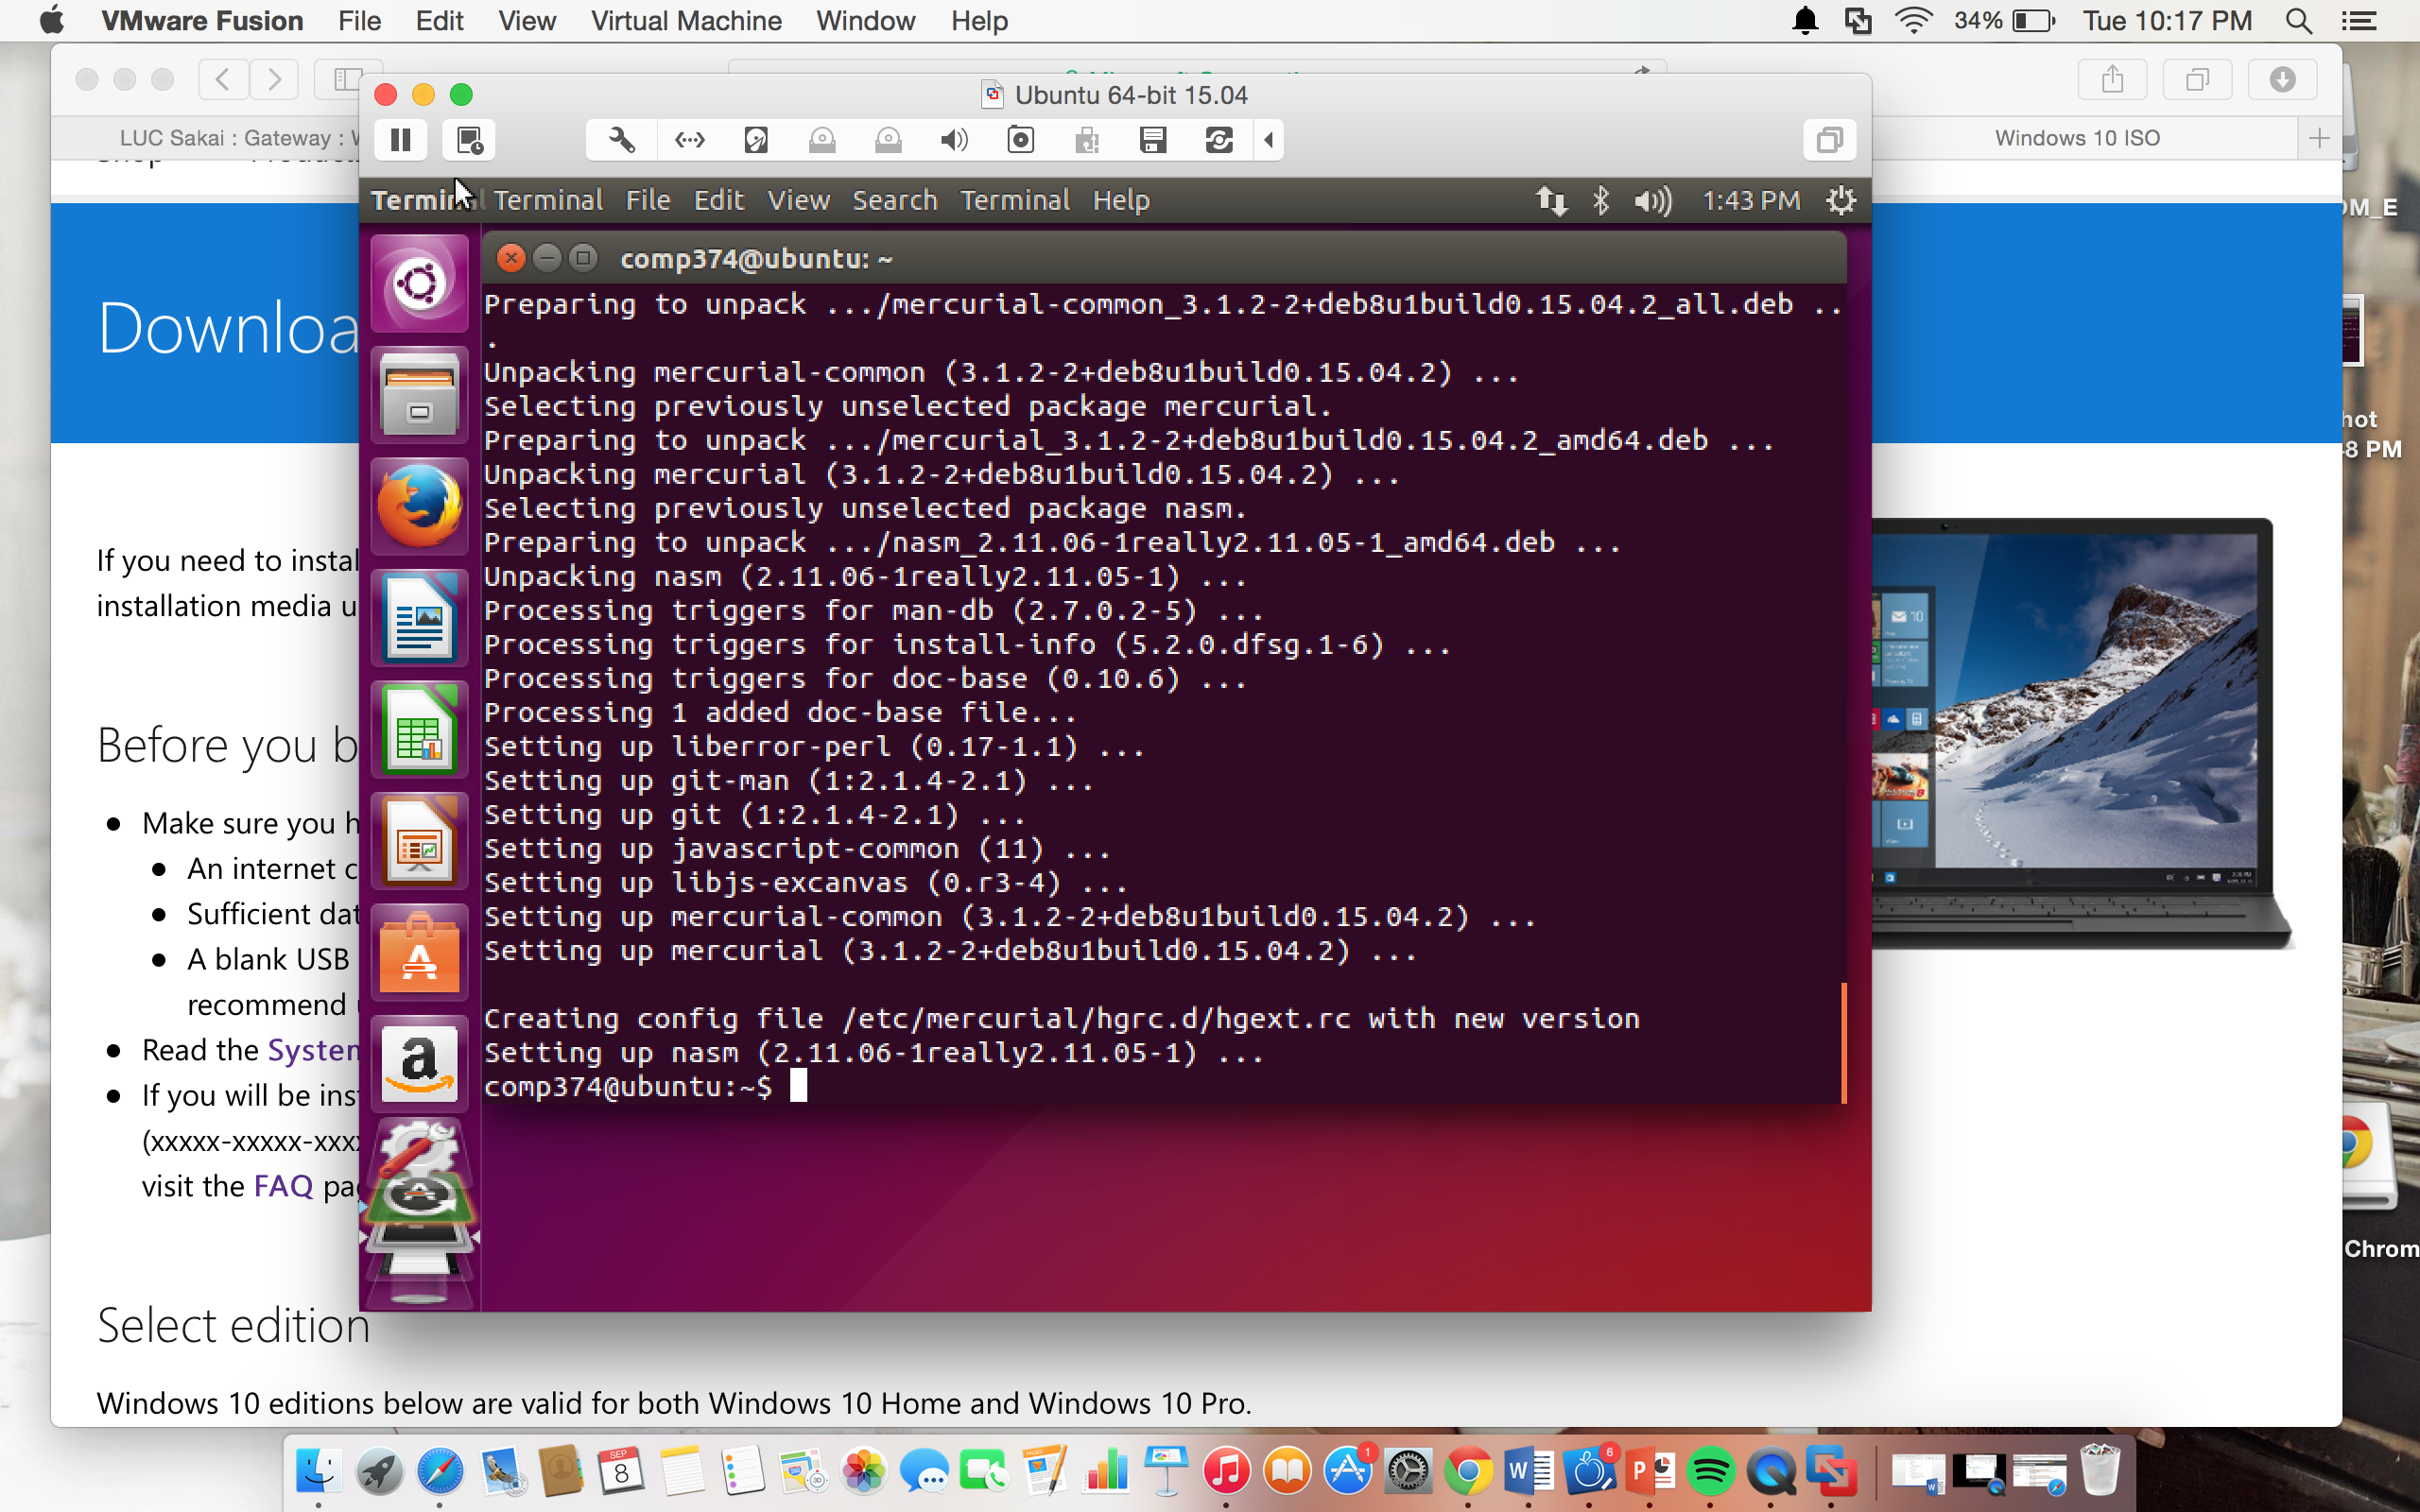 VMware Fusion File Edit View Virtual Machine Window Help 34% Tue 10:17 PM
Ubuntu 64-bit 15.04
LUC Sakai : Gateway : W
Windows 10 ISO
Terminal Terminal File Edit View Search Terminal Help 1:43 PM
comp374@ubuntu: ~
Preparing to unpack .../mercurial-common_3.1.2-2+deb8u1build0.15.04.2_all.deb ..
.
Unpacking mercurial-common (3.1.2-2+deb8u1build0.15.04.2) ...
Selecting previously unselected package mercurial.
Preparing to unpack .../mercurial_3.1.2-2+deb8u1build0.15.04.2_amd64.deb ...
Unpacking mercurial (3.1.2-2+deb8u1build0.15.04.2) ...
Selecting previously unselected package nasm.
Preparing to unpack .../nasm_2.11.06-1really2.11.05-1_amd64.deb ...
Unpacking nasm (2.11.06-1really2.11.05-1) ...
Processing triggers for man-db (2.7.0.2-5) ...
Processing triggers for install-info (5.2.0.dfsg.1-6) ...
Processing triggers for doc-base (0.10.6) ...
Processing 1 added doc-base file...
Setting up liberror-perl (0.17-1.1) ...
Setting up git-man (1:2.1.4-2.1) ...
Setting up git (1:2.1.4-2.1) ...
Setting up javascript-common (11) ...
Setting up libjs-excanvas (0.r3-4) ...
Setting up mercurial-common (3.1.2-2+deb8u1build0.15.04.2) ...
Setting up mercurial (3.1.2-2+deb8u1build0.15.04.2) ...
Creating config file /etc/mercurial/hgrc.d/hgext.rc with new version
Setting up nasm (2.11.06-1really2.11.05-1) ...
comp374@ubuntu:~$
Downloa
If you need to instal
installation media u
Before you b
Make sure you h
An internet c
Sufficient dat
A blank USB
recommend
Read the System
If you will be ins
(xxxxx-xxxxx-xxxx
visit the FAQ pa
Select edition
Windows 10 editions below are valid for both Windows 10 Home and Windows 10 Pro.
OM_E
hot
8 PM
Chrom
SEP
8
1
6